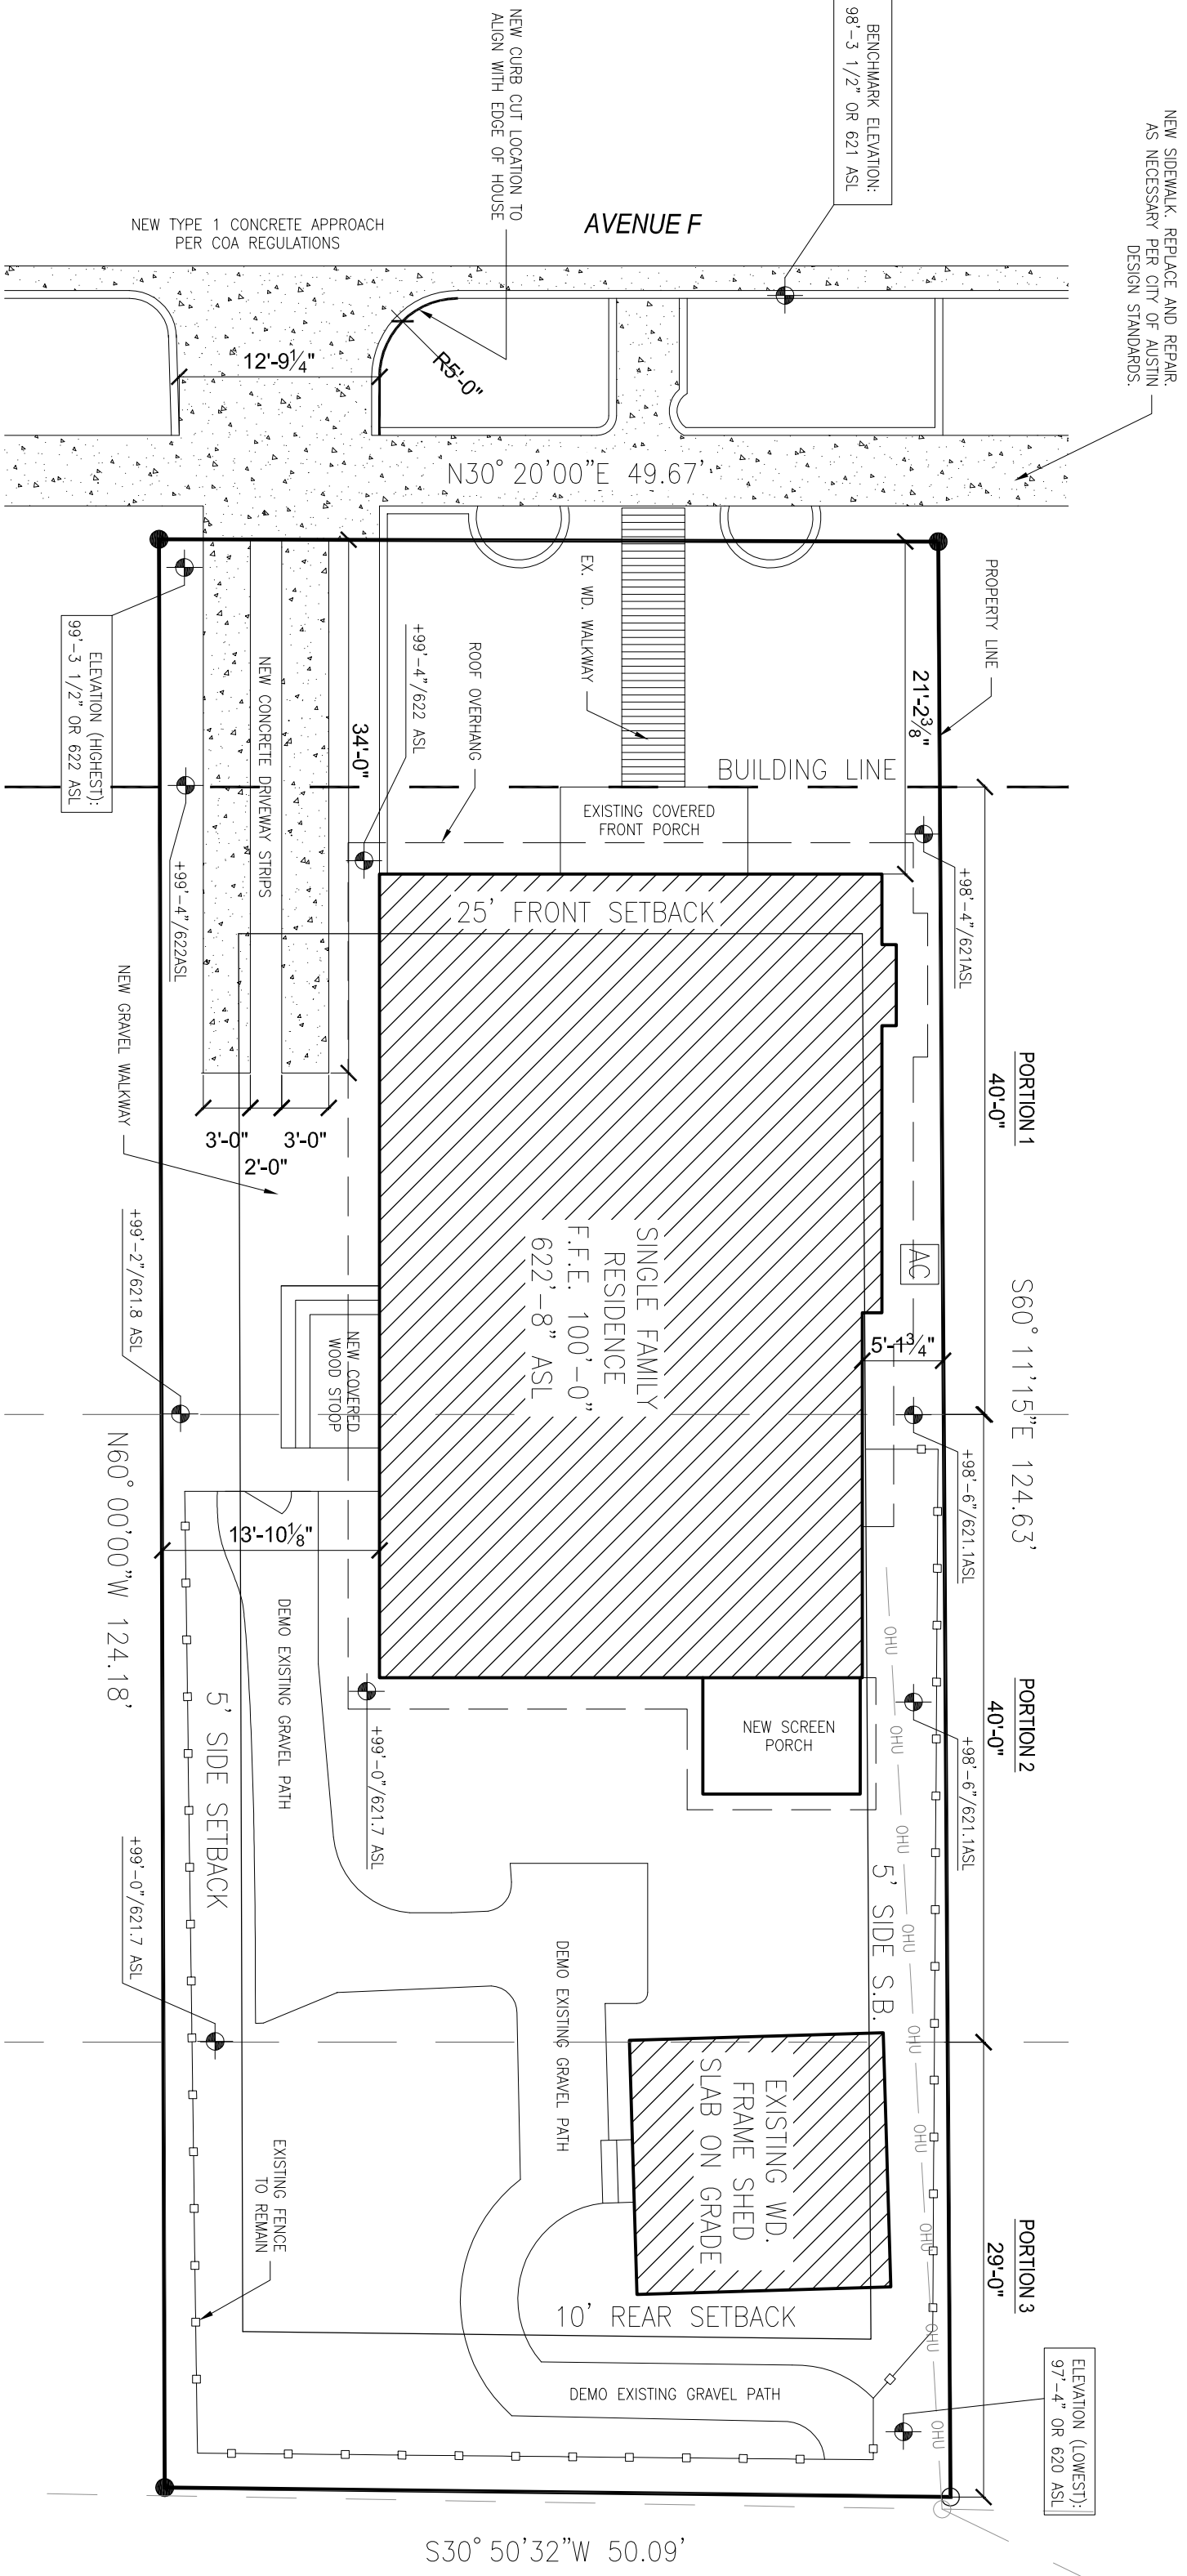 NEW SIDEWALK. REPLACE AND REPAIR.
AS NECESSARY PER CITY OF AUSTIN
DESIGN STANDARDS.
BENCHMARK ELEVATION:
98'-3 1/2" OR 621 ASL
NEW CURB CUT LOCATION TO
ALIGN WITH EDGE OF HOUSE
AVENUE F
NEW TYPE 1 CONCRETE APPROACH
PER COA REGULATIONS
12'-9¼"
R5'-0"
N30° 20'00"E 49.67'
PROPERTY LINE
21'-2⅜"
EX. WD. WALKWAY
ROOF OVERHANG
+99'-4"/622 ASL
34'-0"
NEW CONCRETE DRIVEWAY STRIPS
ELEVATION (HIGHEST):
99'-3 1/2" OR 622 ASL
BUILDING LINE
EXISTING COVERED
FRONT PORCH
+98'-4"/621ASL
+99'-4"/622ASL
25' FRONT SETBACK
NEW GRAVEL WALKWAY
PORTION 1
40'-0"
3'-0"
3'-0"
2'-0"
AC
S60° 11'15"E 124.63'
SINGLE FAMILY
RESIDENCE
F.F.E. 100'-0"
622'-8" ASL
5'-1¾"
NEW COVERED
WOOD STOOP
+99'-2"/621.8 ASL
+98'-6"/621.1ASL
N60° 00'00"W 124.18'
13'-10⅛"
DEMO EXISTING GRAVEL PATH
OHU
OHU
OHU
OHU
OHU
OHU
OHU
OHU
OHU
OHU
PORTION 2
40'-0"
NEW SCREEN
PORCH
+98'-6"/621.1ASL
+99'-0"/621.7 ASL
5' SIDE SETBACK
5' SIDE S.B.
+99'-0"/621.7 ASL
DEMO EXISTING GRAVEL PATH
EXISTING WD.
FRAME SHED
SLAB ON GRADE
EXISTING FENCE
TO REMAIN
PORTION 3
29'-0"
10' REAR SETBACK
DEMO EXISTING GRAVEL PATH
ELEVATION (LOWEST):
97'-4" OR 620 ASL
S30° 50'32"W 50.09'